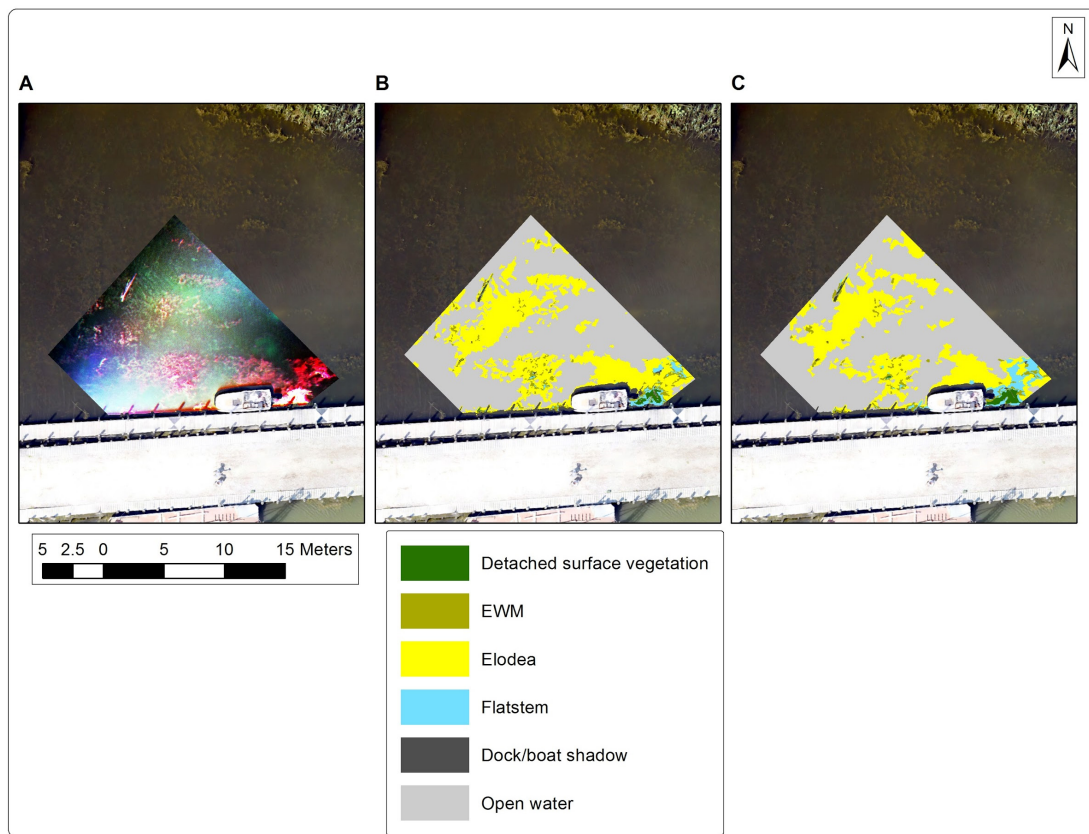 N
A
B
C
5 2.5 0 5 10 15 Meters
Detached surface vegetation
EWM
Elodea
Flatstem
Dock/boat shadow
Open water